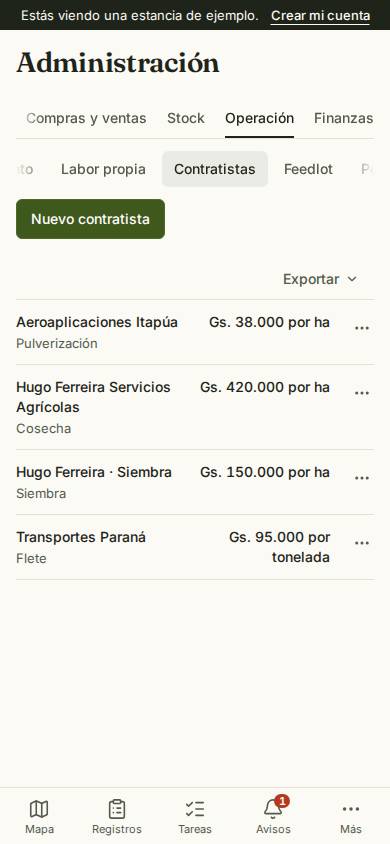 Estás viendo una estancia de ejemplo. Crear mi cuenta
Administración
Compras y ventas Stock Operación Finanzas
Labor propia Contratistas Feedlot
Nuevo contratista
Exportar
Aeroaplicaciones Itapúa Gs. 38.000 por ha
Pulverización
Hugo Ferreira Servicios Gs. 420.000 por ha
Agrícolas
Cosecha
Hugo Ferreira · Siembra Gs. 150.000 por ha
Siembra
Transportes Paraná Gs. 95.000 por
Flete tonelada
1
Mapa Registros Tareas Avisos Más